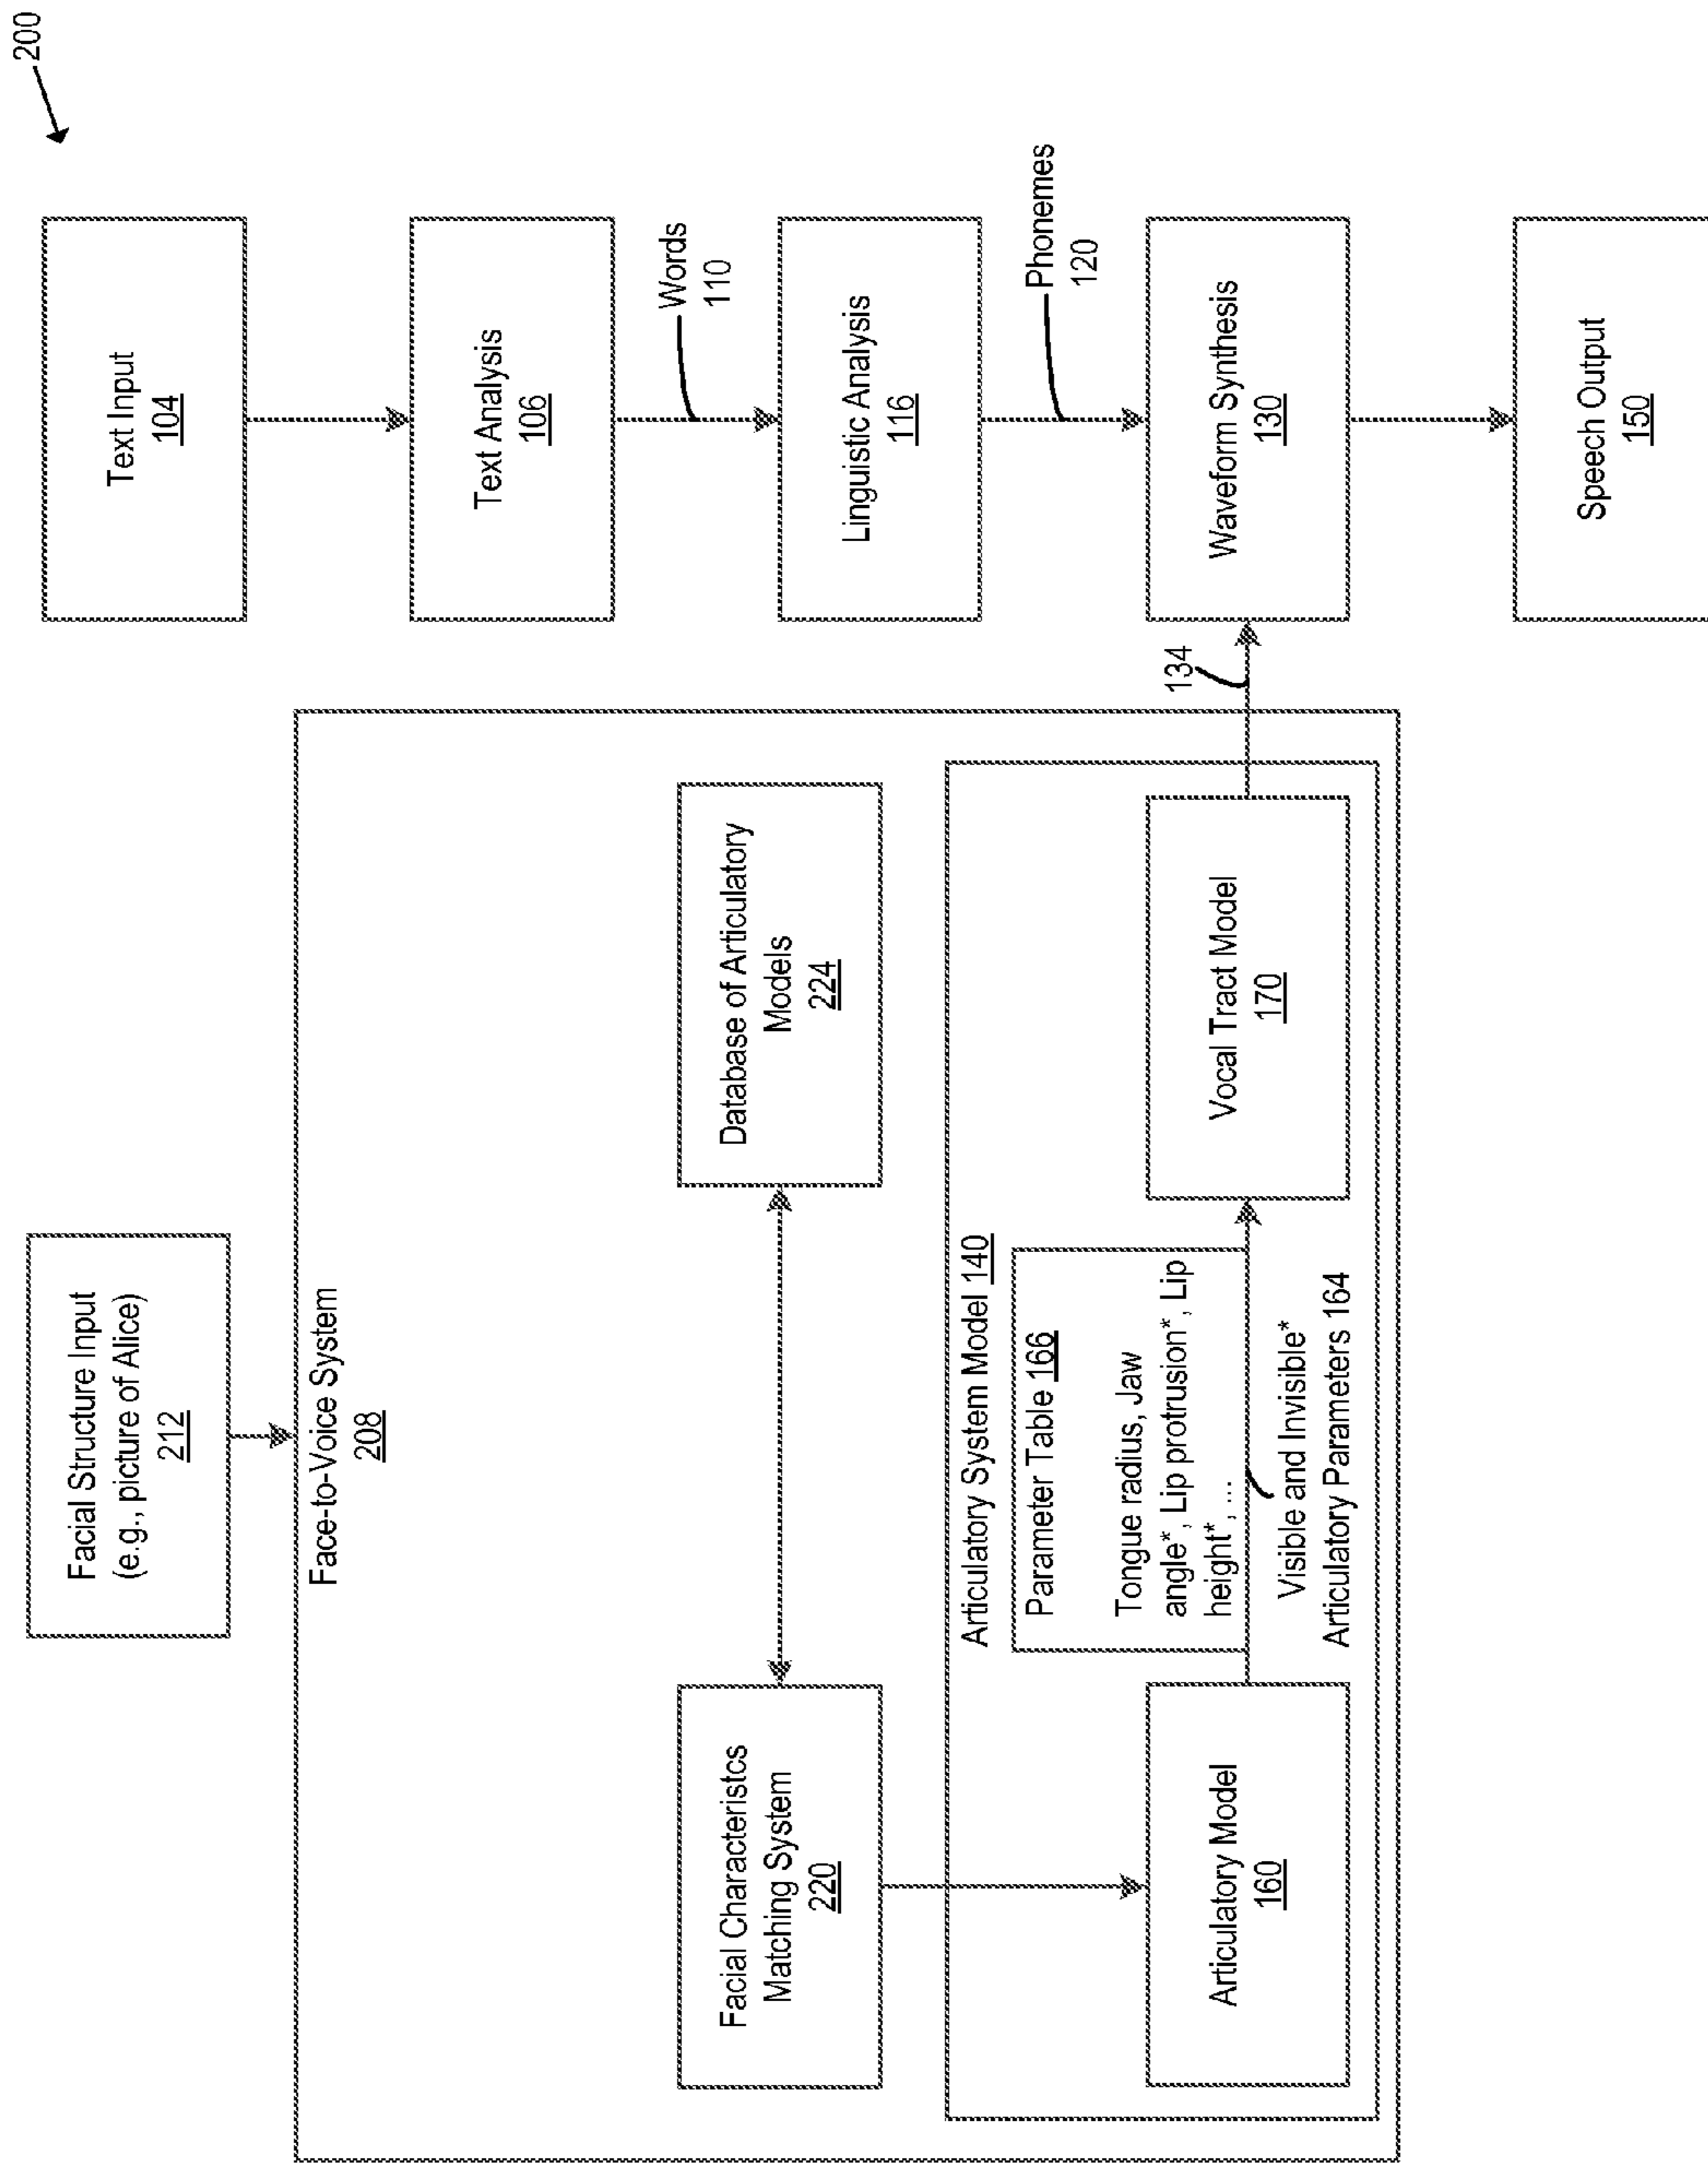 200
Facial Structure Input
(e.g., picture of Alice)
212
Text Input
104
Face-to-Voice System
208
Text Analysis
106
Words
110
Facial Characteristcs
Matching System
220
Database of Articulatory
Models
224
Linguistic Analysis
116
Phonemes
120
Articulatory System Model 140
Parameter Table 166
Tongue radius, Jaw
angle*, Lip protrusion*, Lip
height*, ...
Articulatory Model
160
Visible and Invisible*
Articulatory Parameters 164
Vocal Tract Model
170
134
Waveform Synthesis
130
Speech Output
150